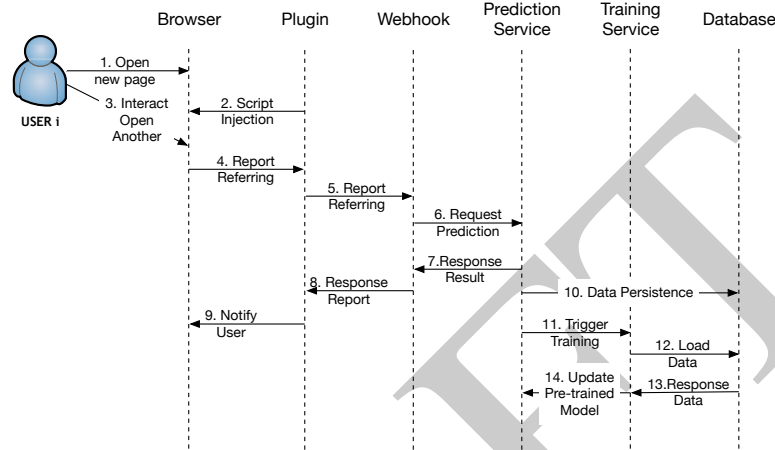 Browser
Plugin
Webhook
Prediction
Service
Training
Service
Database
USER i
1. Open
new page
2. Script
Injection
3. Interact
Open
Another
4. Report
Referring
5. Report
Referring
6. Request
Prediction
7.Response
Result
8. Response
Report
9. Notify
User
10. Data Persistence
11. Trigger
Training
12. Load
Data
13.Response
Data
14. Update
Pre-trained
Model
FT